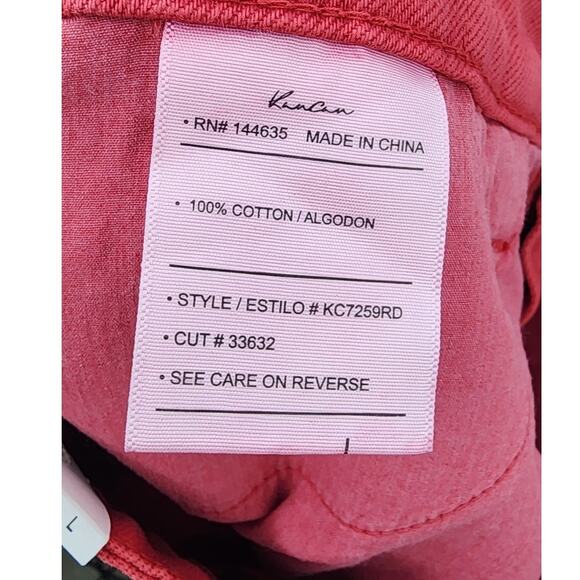 KanCan
• RN# 144635 MADE IN CHINA
• 100% COTTON / ALGODON
• STYLE / ESTILO # KC7259RD
• CUT # 33632
• SEE CARE ON REVERSE
L